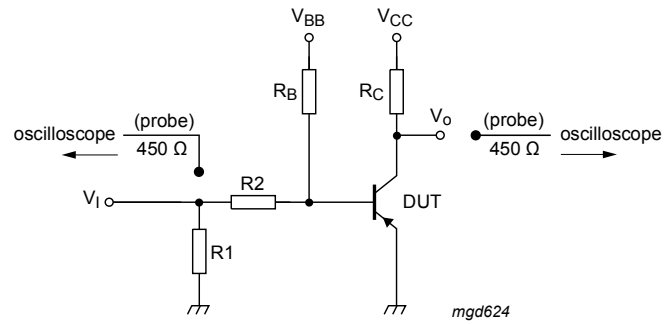 VBB
VCC
RB
RC
Vo
(probe)
450 Ω
oscilloscope
(probe)
450 Ω
oscilloscope
R2
VI
DUT
R1
mgd624